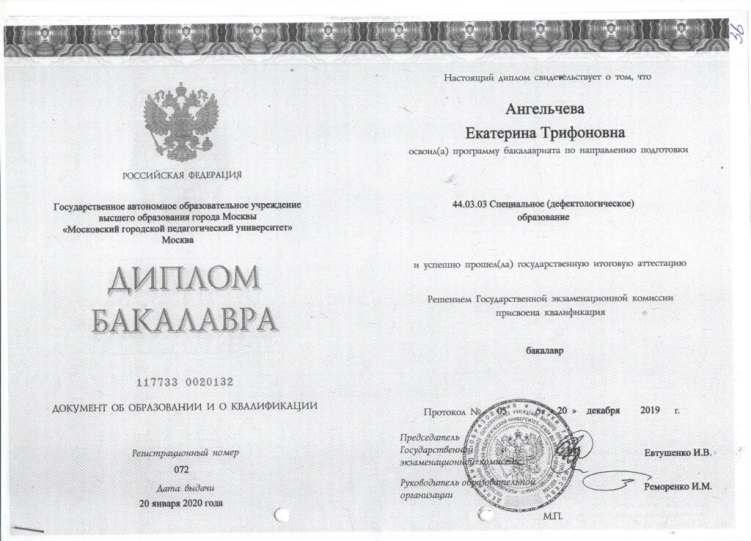 36
РОССИЙСКАЯ ФЕДЕРАЦИЯ
Государственное автономное образовательное учреждение
высшего образования города Москвы
«Московский городской педагогический университет»
Москва
ДИПЛОМ
БАКАЛАВРА
117733 0020132
ДОКУМЕНТ ОБ ОБРАЗОВАНИИ И О КВАЛИФИКАЦИИ
Регистрационный номер
072
Дата выдачи
20 января 2020 года
Настоящий диплом свидетельствует о том, что
Ангельчева
Екатерина Трифоновна
освоил(а) программу бакалавриата по направлению подготовки
44.03.03 Специальное (дефектологическое)
образование
и успешно прошел(ла) государственную итоговую аттестацию
Решением Государственной экзаменационной комиссии
присвоена квалификация
бакалавр
Протокол № 05 « 20 » декабря 2019 г.
Председатель
Государственной
экзаменационной комиссии
Евтушенко И.В.
Руководитель образовательной
организации
Реморенко И.М.
М.П.